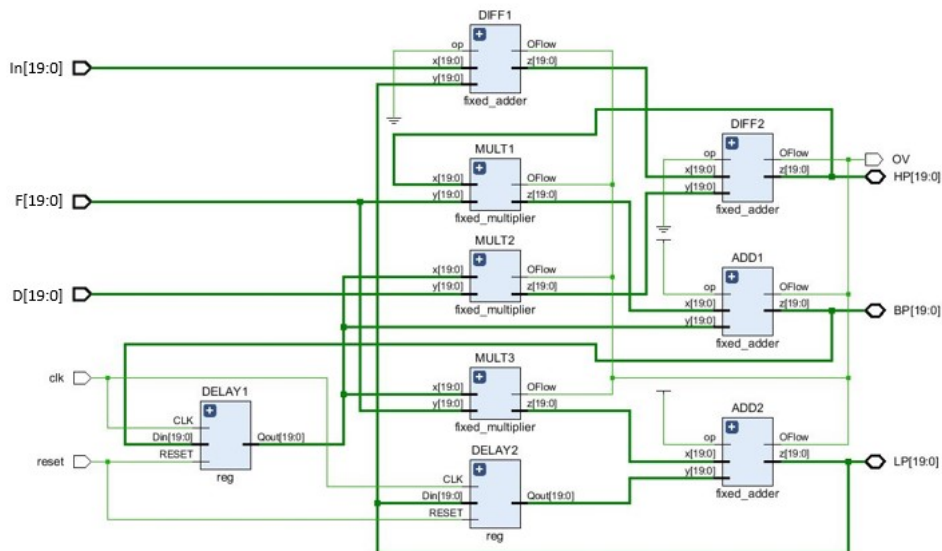 DIFF1
op
OFlow
In[19:0]
x[19:0]
z[19:0]
y[19:0]
fixed_adder
DIFF2
op
OFlow
OV
x[19:0]
z[19:0]
HP[19:0]
y[19:0]
fixed_adder
MULT1
x[19:0]
OFlow
F[19:0]
y[19:0]
z[19:0]
fixed_multiplier
MULT2
x[19:0]
OFlow
D[19:0]
y[19:0]
z[19:0]
fixed_multiplier
ADD1
op
OFlow
x[19:0]
z[19:0]
BP[19:0]
y[19:0]
fixed_adder
MULT3
x[19:0]
OFlow
y[19:0]
z[19:0]
fixed_multiplier
clk
DELAY1
CLK
Din[19:0]
Qout[19:0]
reset
RESET
reg
ADD2
op
OFlow
x[19:0]
z[19:0]
LP[19:0]
y[19:0]
fixed_adder
DELAY2
CLK
Din[19:0]
Qout[19:0]
RESET
reg